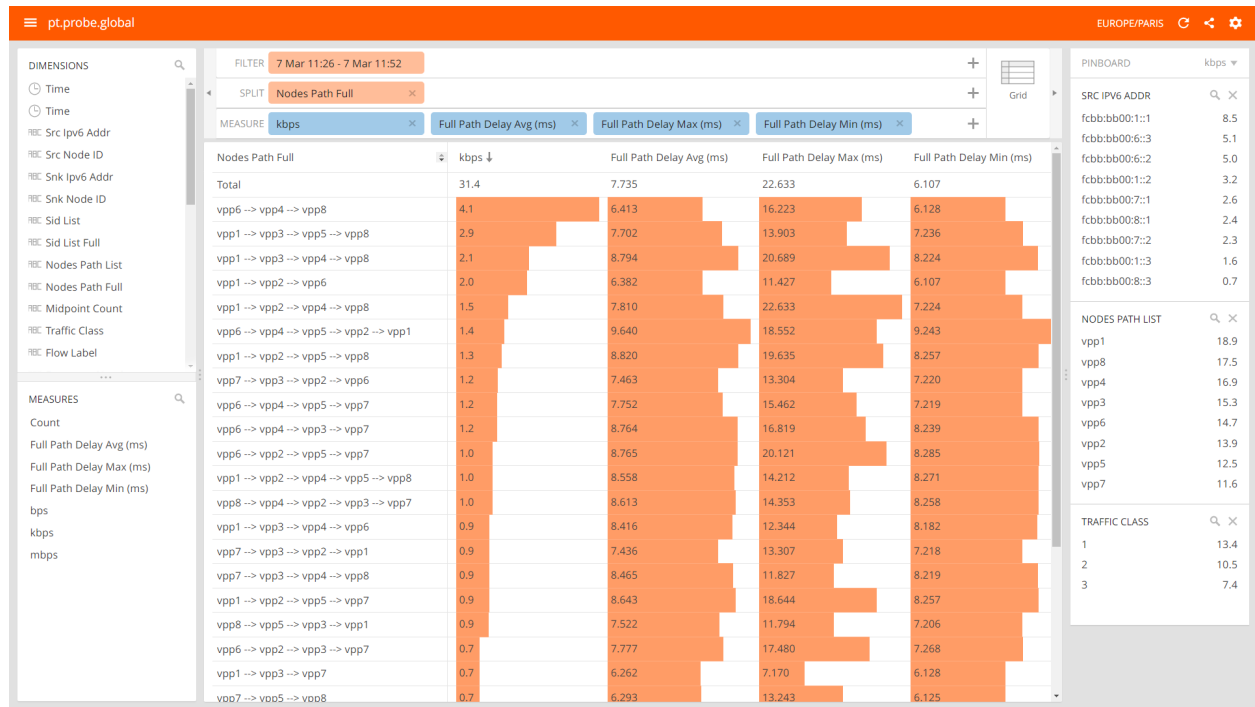 pt.probe.global
EUROPE/PARIS
DIMENSIONS
Time
Time
ABC Src Ipv6 Addr
ABC Src Node ID
ABC Snk Ipv6 Addr
ABC Snk Node ID
ABC Sid List
ABC Sid List Full
ABC Nodes Path List
ABC Nodes Path Full
ABC Midpoint Count
ABC Traffic Class
ABC Flow Label
MEASURES
Count
Full Path Delay Avg (ms)
Full Path Delay Max (ms)
Full Path Delay Min (ms)
bps
kbps
mbps
FILTER 7 Mar 11:26 - 7 Mar 11:52
SPLIT Nodes Path Full
MEASURE kbps Full Path Delay Avg (ms) Full Path Delay Max (ms) Full Path Delay Min (ms)
Grid
Nodes Path Full kbps Full Path Delay Avg (ms) Full Path Delay Max (ms) Full Path Delay Min (ms)
Total 31.4 7.735 22.633 6.107
vpp6 --> vpp4 --> vpp8 4.1 6.413 16.223 6.128
vpp1 --> vpp3 --> vpp5 --> vpp8 2.9 7.702 13.903 7.236
vpp1 --> vpp3 --> vpp4 --> vpp8 2.1 8.794 20.689 8.224
vpp1 --> vpp2 --> vpp6 2.0 6.382 11.427 6.107
vpp1 --> vpp2 --> vpp4 --> vpp8 1.5 7.810 22.633 7.224
vpp6 --> vpp4 --> vpp5 --> vpp2 --> vpp1 1.4 9.640 18.552 9.243
vpp1 --> vpp2 --> vpp5 --> vpp8 1.3 8.820 19.635 8.257
vpp7 --> vpp3 --> vpp2 --> vpp6 1.2 7.463 13.304 7.220
vpp6 --> vpp4 --> vpp5 --> vpp7 1.2 7.752 15.462 7.219
vpp6 --> vpp4 --> vpp3 --> vpp7 1.2 8.764 16.819 8.239
vpp6 --> vpp2 --> vpp5 --> vpp7 1.0 8.765 20.121 8.285
vpp1 --> vpp2 --> vpp4 --> vpp5 --> vpp8 1.0 8.558 14.212 8.271
vpp8 --> vpp4 --> vpp2 --> vpp3 --> vpp7 1.0 8.613 14.353 8.258
vpp1 --> vpp3 --> vpp4 --> vpp6 0.9 8.416 12.344 8.182
vpp7 --> vpp3 --> vpp2 --> vpp1 0.9 7.436 13.307 7.218
vpp7 --> vpp3 --> vpp4 --> vpp8 0.9 8.465 11.827 8.219
vpp1 --> vpp2 --> vpp5 --> vpp7 0.9 8.643 18.644 8.257
vpp8 --> vpp5 --> vpp3 --> vpp1 0.9 7.522 11.794 7.206
vpp6 --> vpp2 --> vpp3 --> vpp7 0.7 7.777 17.480 7.268
vpp1 --> vpp3 --> vpp7 0.7 6.262 7.170 6.128
vpp7 --> vpp5 --> vpp8 0.7 6.293 13.243 6.125
PINBOARD kbps
SRC IPV6 ADDR
fcbb:bb00:1::1 8.5
fcbb:bb00:6::3 5.1
fcbb:bb00:6::2 5.0
fcbb:bb00:1::2 3.2
fcbb:bb00:7::1 2.6
fcbb:bb00:8::1 2.4
fcbb:bb00:7::2 2.3
fcbb:bb00:1::3 1.6
fcbb:bb00:8::3 0.7
NODES PATH LIST
vpp1 18.9
vpp8 17.5
vpp4 16.9
vpp3 15.3
vpp6 14.7
vpp2 13.9
vpp5 12.5
vpp7 11.6
TRAFFIC CLASS
1 13.4
2 10.5
3 7.4